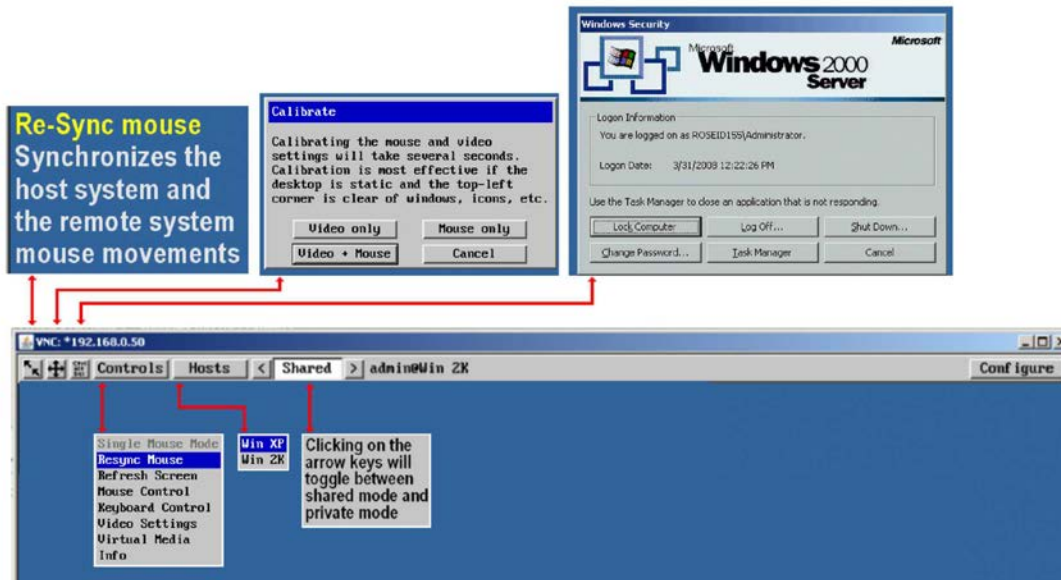 Windows Security
Microsoft
Microsoft
Windows 2000
Server
Logon Information
You are logged on as ROSEID155\Administrator.
Logon Date: 3/31/2008 12:22:26 PM
Use the Task Manager to close an application that is not responding.
Lock Computer Log Off... Shut Down...
Change Password... Task Manager Cancel
Re-Sync mouse
Synchronizes the
host system and
the remote system
mouse movements
Calibrate
Calibrating the mouse and video
settings will take several seconds.
Calibration is most effective if the
desktop is static and the top-left
corner is clear of windows, icons, etc.
Video only Mouse only
Video + Mouse Cancel
VNC: *192.168.0.50
Controls Hosts < Shared > admin@Win 2K Configure
Single Mouse Mode
Resync Mouse
Refresh Screen
Mouse Control
Keyboard Control
Video Settings
Virtual Media
Info
Win XP
Win 2K
Clicking on the
arrow keys will
toggle between
shared mode and
private mode